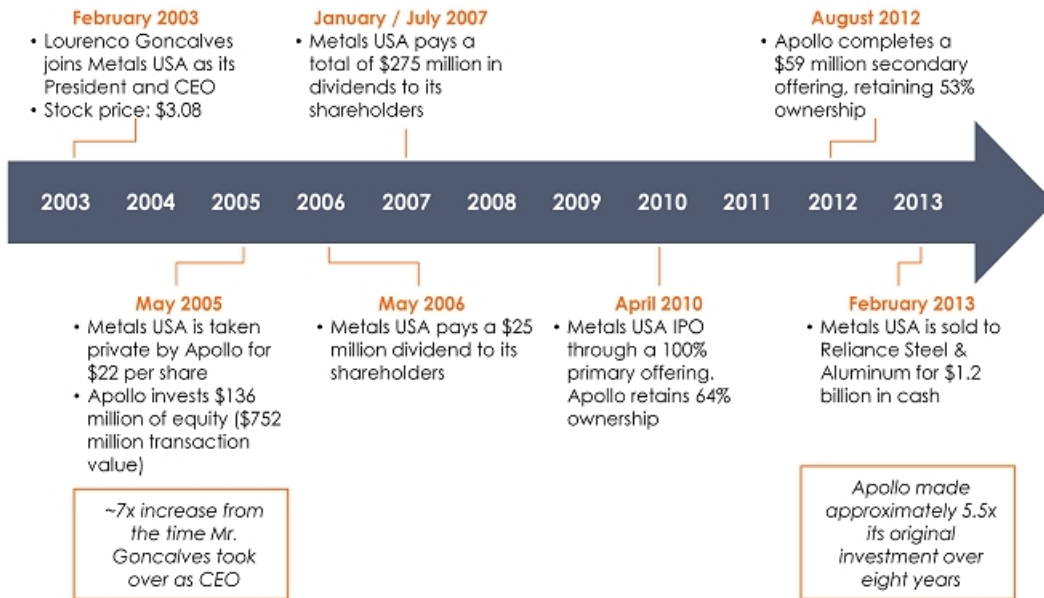 February 2003
• Lourenco Goncalves
joins Metals USA as its
President and CEO
• Stock price: $3.08
January / July 2007
• Metals USA pays a
total of $275 million in
dividends to its
shareholders
August 2012
• Apollo completes a
$59 million secondary
offering, retaining 53%
ownership
2003 2004 2005 2006 2007 2008 2009 2010 2011 2012 2013
May 2005
• Metals USA is taken
private by Apollo for
$22 per share
• Apollo invests $136
million of equity ($752
million transaction
value)
May 2006
• Metals USA pays a $25
million dividend to its
shareholders
April 2010
• Metals USA IPO
through a 100%
primary offering.
Apollo retains 64%
ownership
February 2013
• Metals USA is sold to
Reliance Steel &
Aluminum for $1.2
billion in cash
~7x increase from
the time Mr.
Goncalves took
over as CEO
Apollo made
approximately 5.5x
its original
investment over
eight years